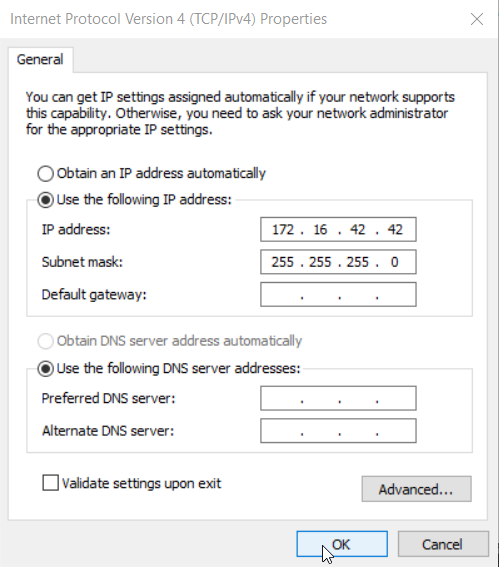 Internet Protocol Version 4 (TCP/IPv4) Properties
General
You can get IP settings assigned automatically if your network supports
this capability. Otherwise, you need to ask your network administrator
for the appropriate IP settings.
Obtain an IP address automatically
Use the following IP address:
IP address: 172 . 16 . 42 . 42
Subnet mask: 255 . 255 . 255 . 0
Default gateway: . . .
Obtain DNS server address automatically
Use the following DNS server addresses:
Preferred DNS server: . . .
Alternate DNS server: . . .
Validate settings upon exit
Advanced...
OK Cancel